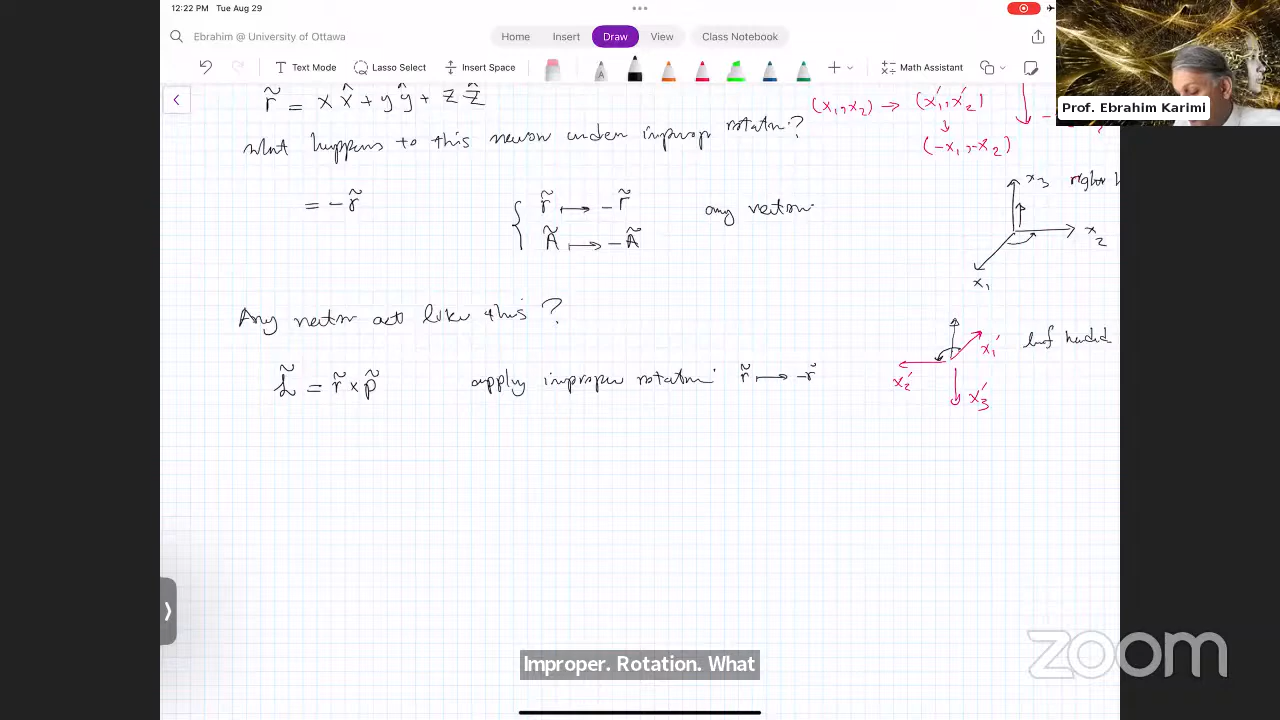 12:22 PM Tue Aug 29
Ebrahim @ University of Ottawa
Home Insert Draw View Class Notebook
Text Mode Lasso Select Insert Space Math Assistant
Prof. Ebrahim Karimi
r̃ = x x̂ + y ŷ + z ẑ
(x₁, x₂) → (x₁', x₂')
↓
(-x₁, -x₂)
what happens to this vector under improp rotation?
= -r̃
{ r̃ ↦ -r̃ any vector
Ã ↦ -Ã
x₃
x₂
x₁
Any vector act like this?
L̃ = r̃ × p̃ apply improper rotation: r̃ ↦ -r̃
x₁'
x₂'
x₃'
Improper. Rotation. What
zoom